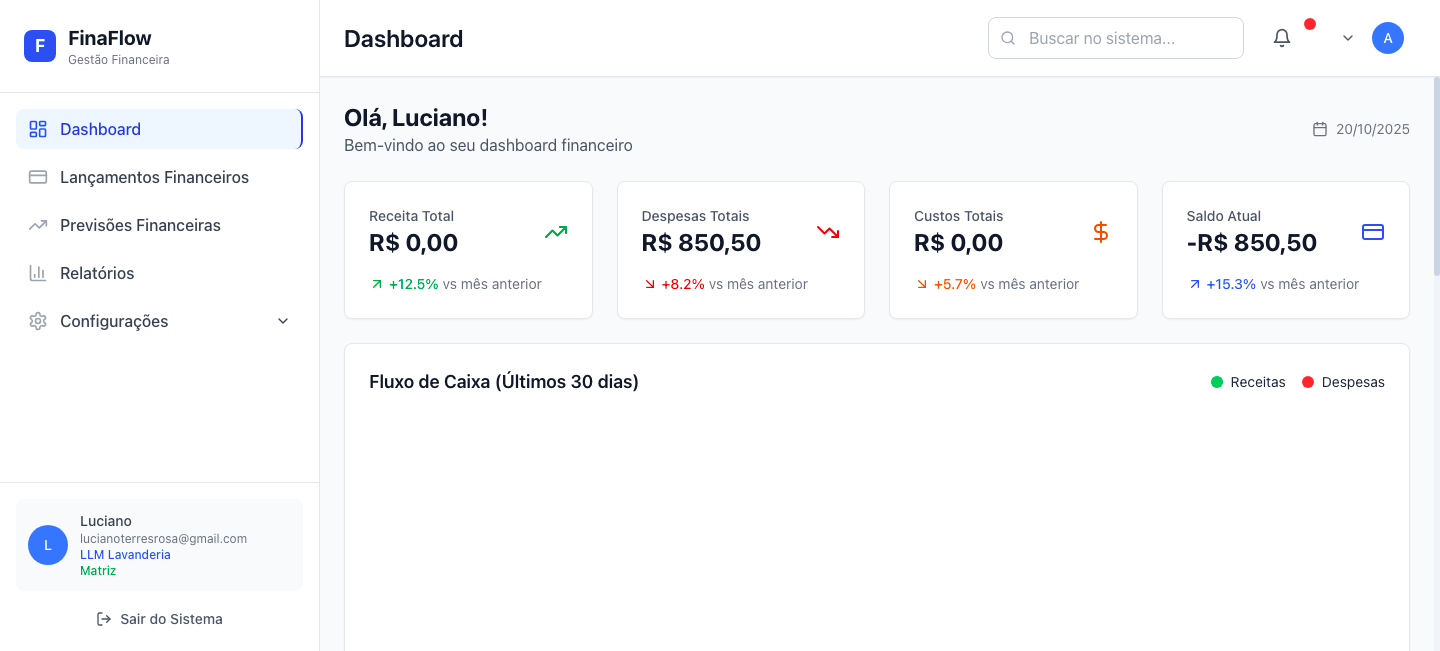 F
FinaFlow
Gestão Financeira
Dashboard
Lançamentos Financeiros
Previsões Financeiras
Relatórios
Configurações
L
Luciano
lucianoterresrosa@gmail.com
LLM Lavanderia
Matriz
Sair do Sistema
Dashboard
Buscar no sistema...
A
Olá, Luciano!
Bem-vindo ao seu dashboard financeiro
20/10/2025
Receita Total
R$ 0,00
+12.5% vs mês anterior
Despesas Totais
R$ 850,50
+8.2% vs mês anterior
Custos Totais
R$ 0,00
+5.7% vs mês anterior
Saldo Atual
-R$ 850,50
+15.3% vs mês anterior
Fluxo de Caixa (Últimos 30 dias)
Receitas
Despesas